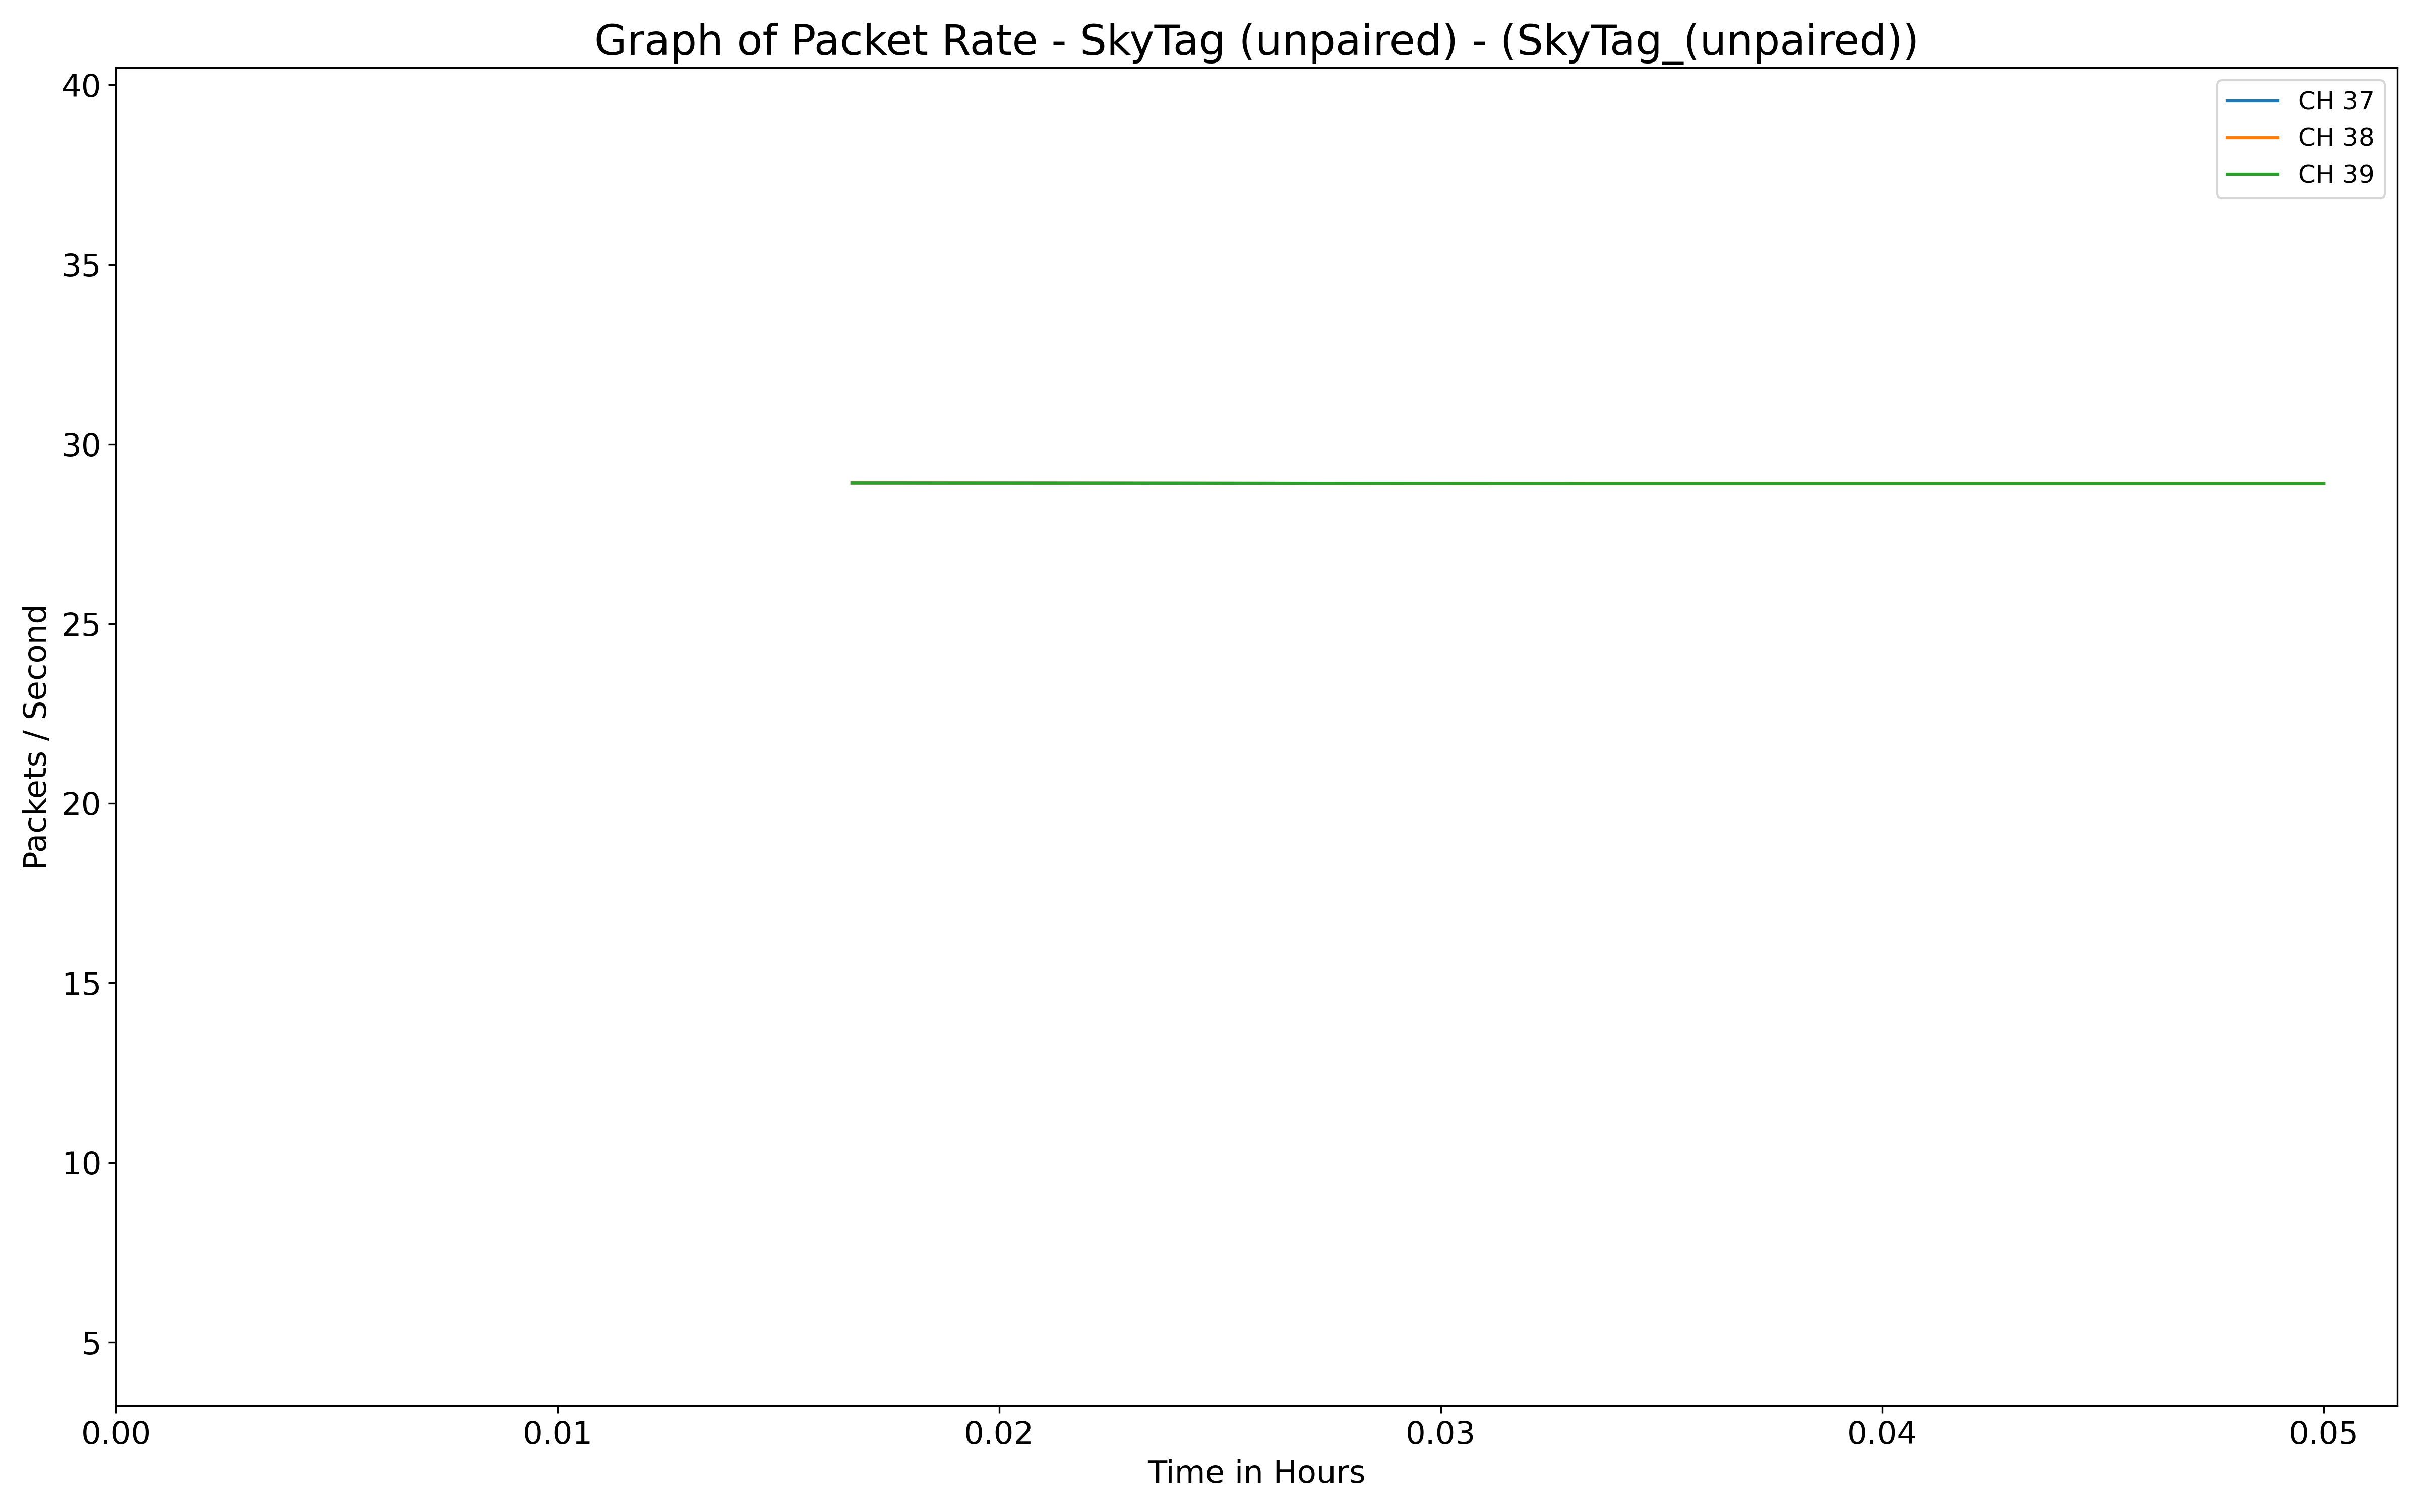 Graph of Packet Rate - SkyTag (unpaired) - (SkyTag_(unpaired))
CH 37
CH 38
CH 39
Packets / Second
40
35
30
25
20
15
10
5
0.00 0.01 0.02 0.03 0.04 0.05
Time in Hours